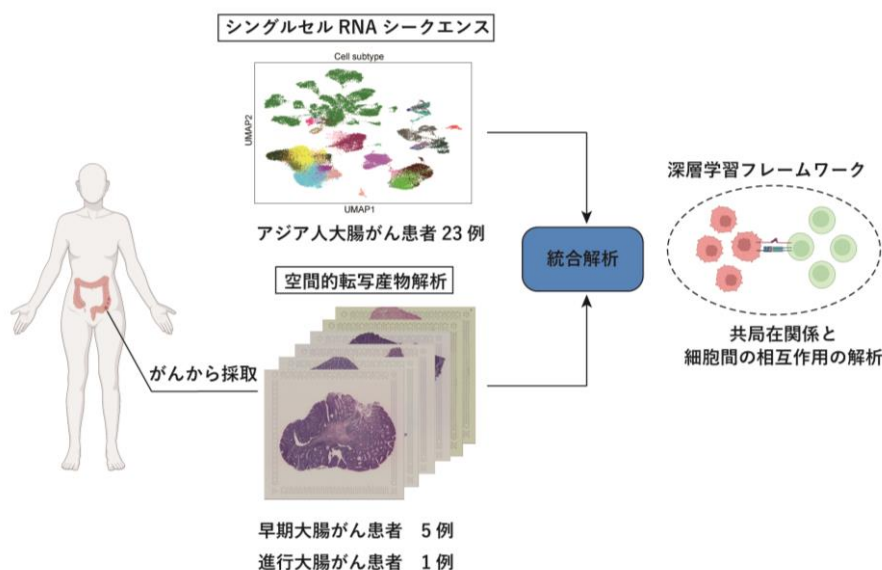 シングルセル RNA シークエンス
Cell subtype
UMAP2
UMAP1
アジア人大腸がん患者 23 例
空間的転写産物解析
がんから採取
早期大腸がん患者 5 例
進行大腸がん患者 1 例
統合解析
深層学習フレームワーク
共局在関係と
細胞間の相互作用の解析